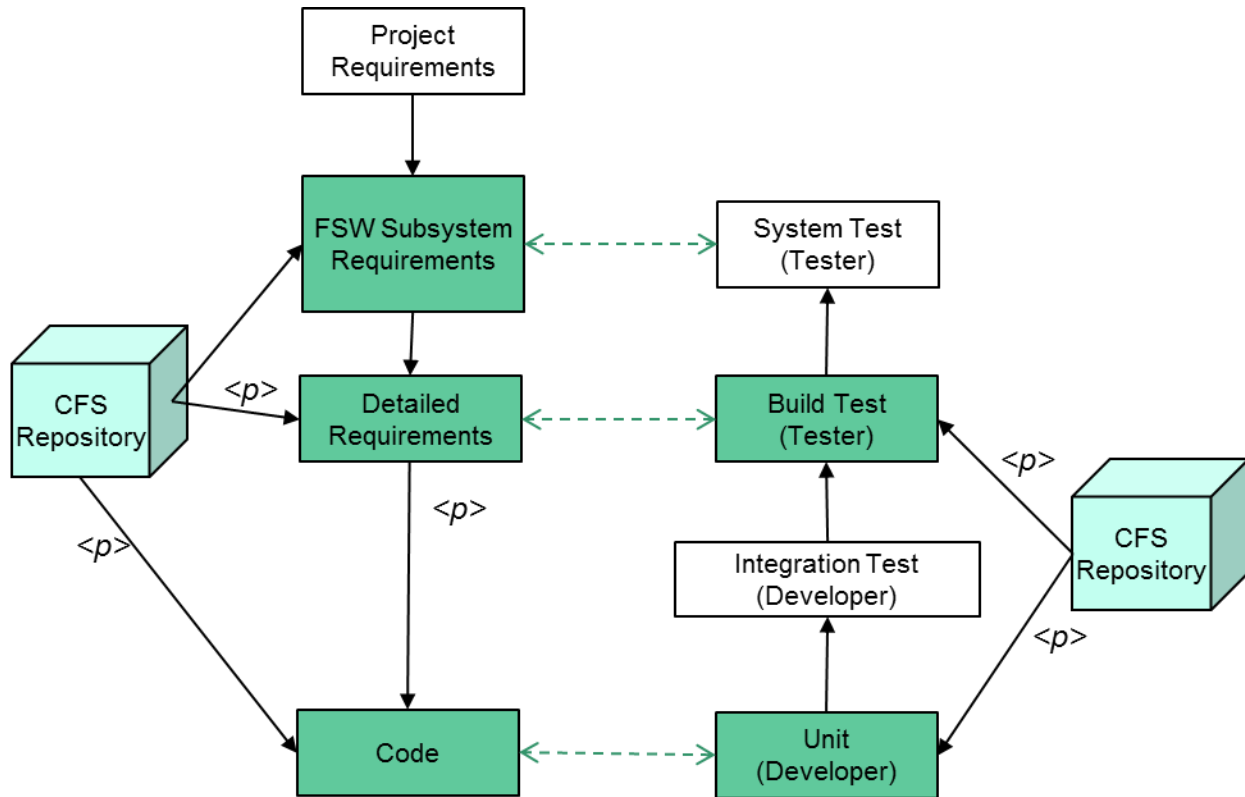 Project
Requirements
FSW Subsystem
Requirements
System Test
(Tester)
<p>
CFS
Repository
Detailed
Requirements
Build Test
(Tester)
<p>
<p>
<p>
Integration Test
(Developer)
CFS
Repository
<p>
Code
Unit
(Developer)